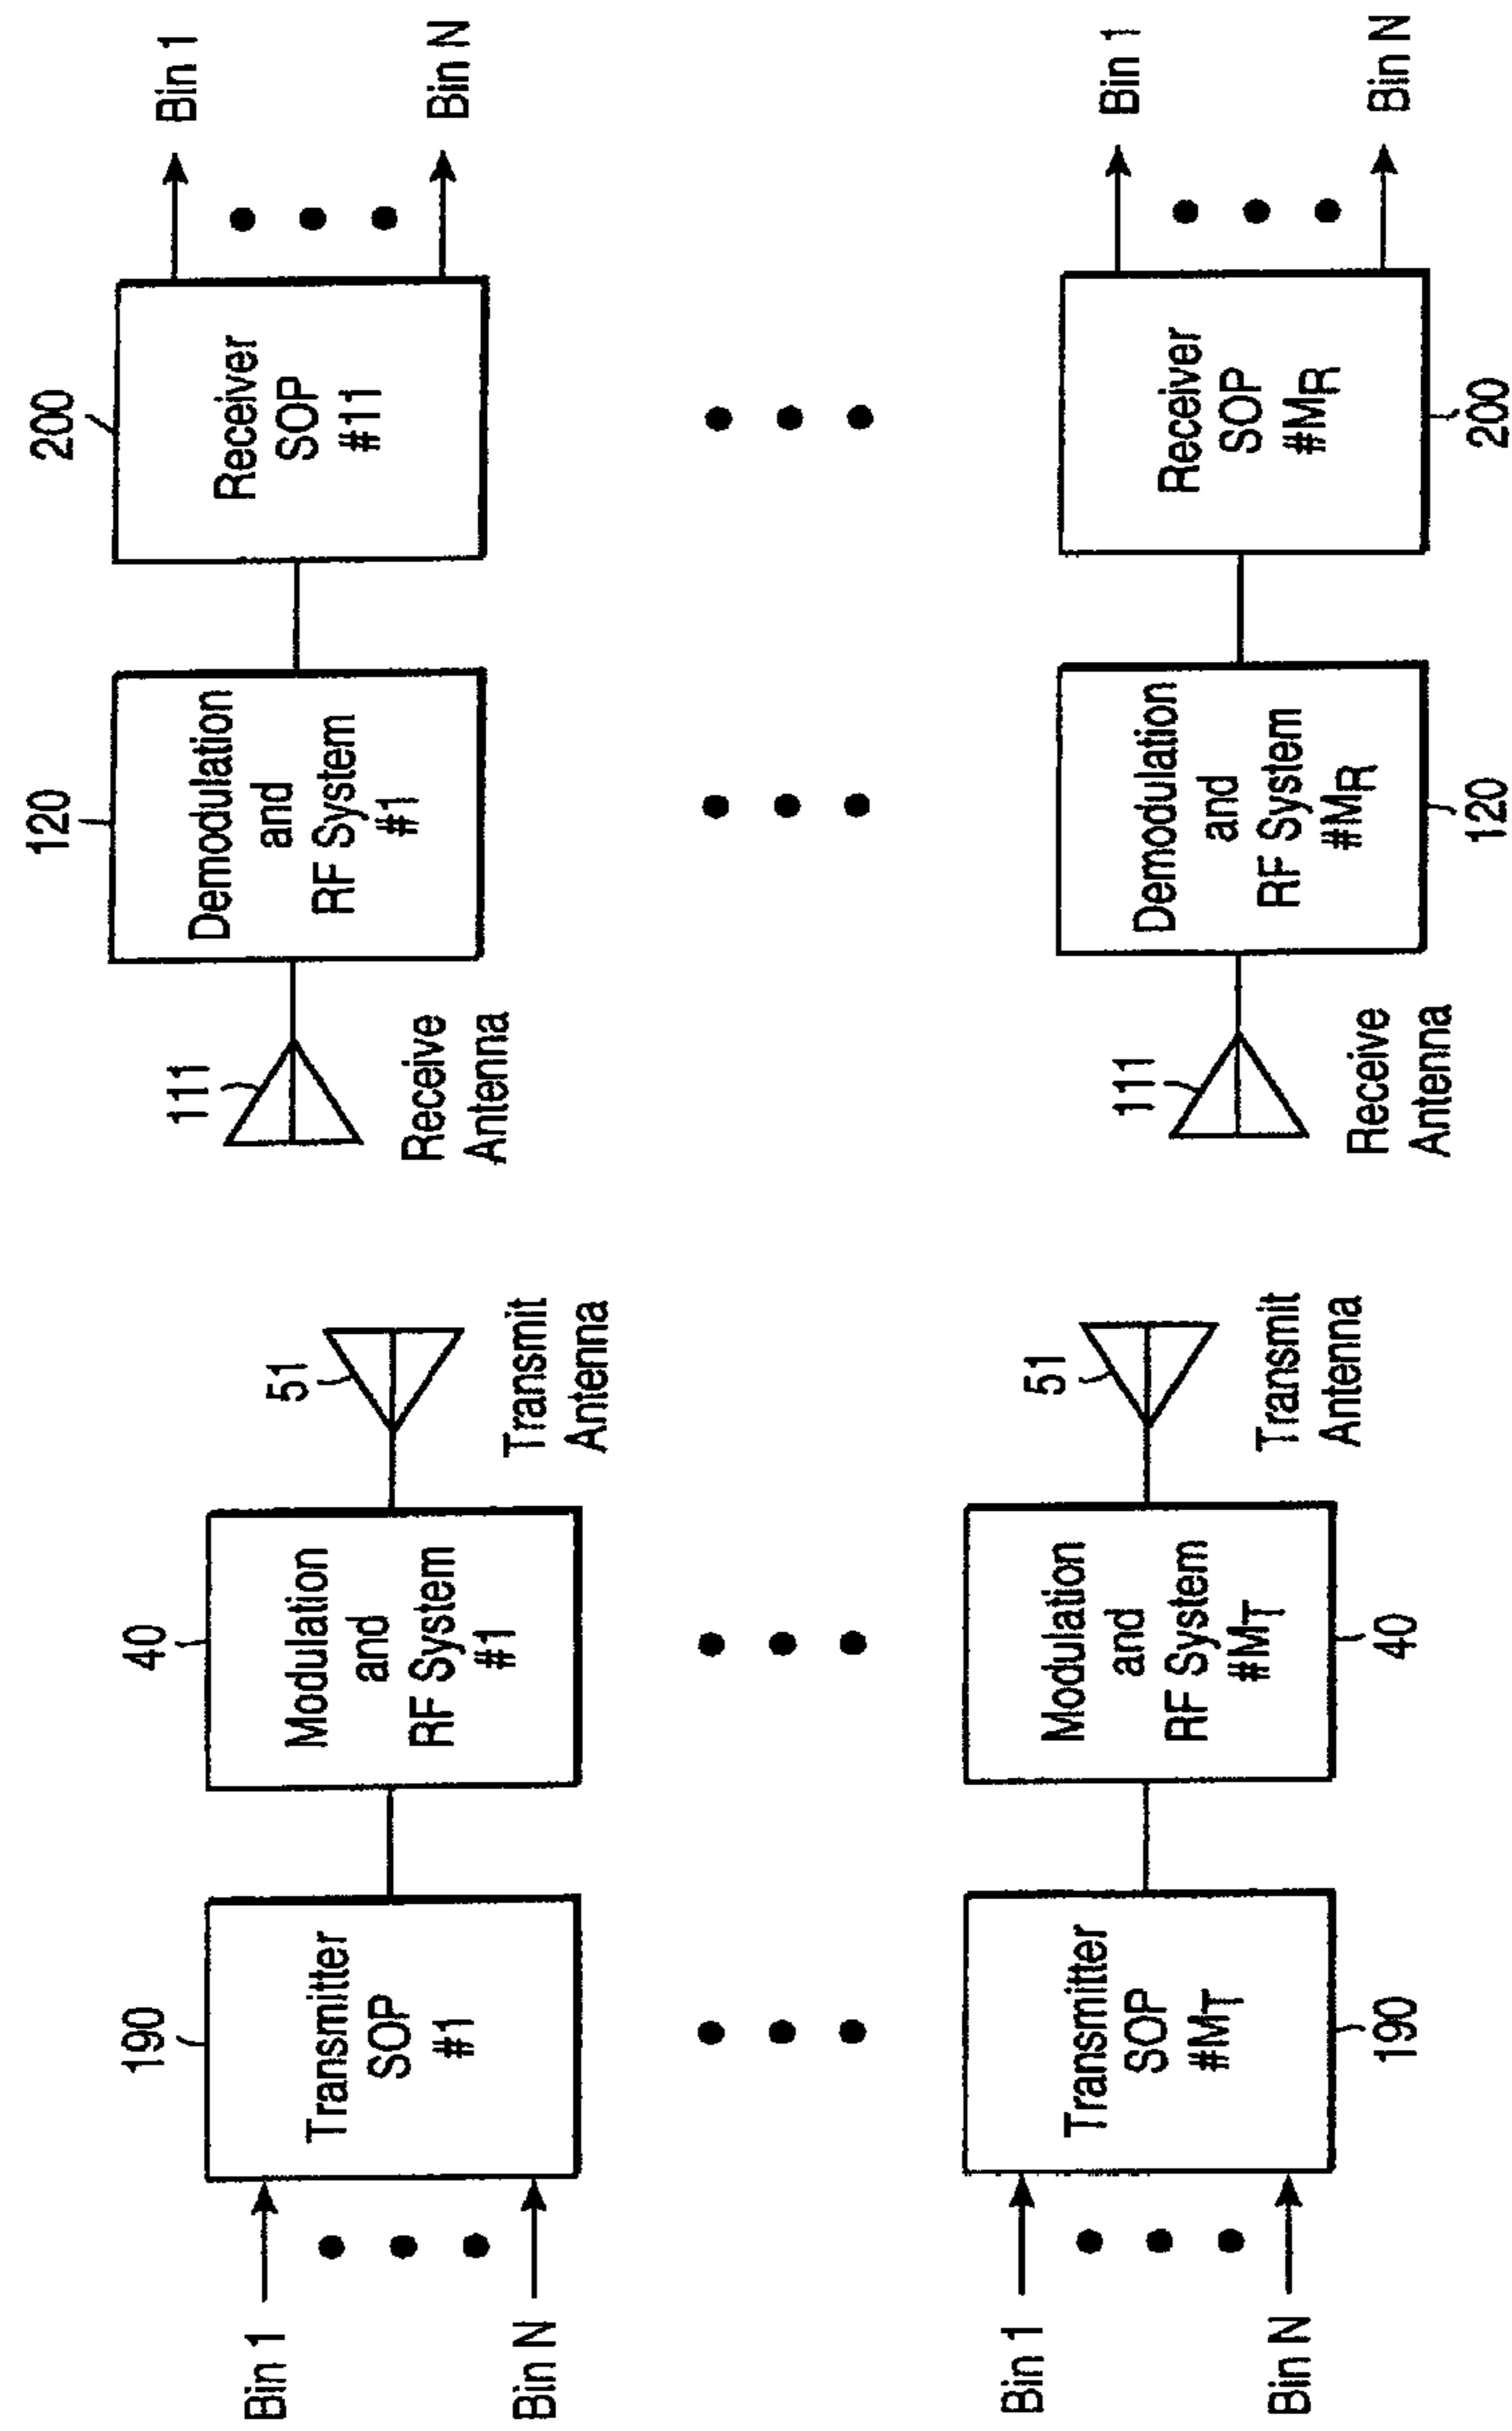 190
Bin 1
Bin N
Transmitter
SOP
#1
40
Modulation
and
RF System
#1
51
Transmit
Antenna
111
Receive
Antenna
120
Demodulation
and
RF System
#1
200
Receiver
SOP
#11
Bin 1
Bin N
Bin 1
Bin N
Transmitter
SOP
#MT
190
Modulation
and
RF System
#MT
40
51
Transmit
Antenna
111
Receive
Antenna
Demodulation
and
RF System
#MR
120
Receiver
SOP
#MR
200
Bin 1
Bin N